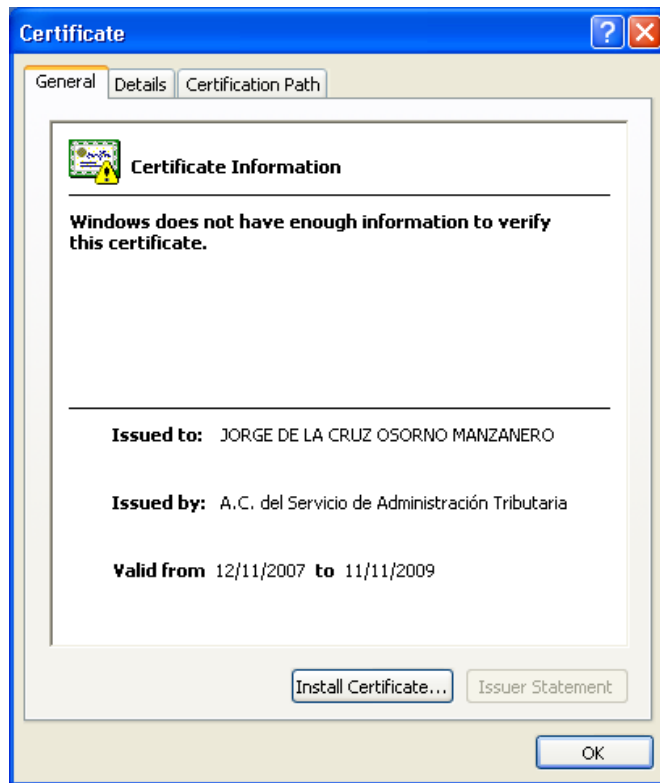 Certificate
General Details Certification Path
Certificate Information
Windows does not have enough information to verify
this certificate.
Issued to: JORGE DE LA CRUZ OSORNO MANZANERO
Issued by: A.C. del Servicio de Administración Tributaria
Valid from 12/11/2007 to 11/11/2009
Install Certificate... Issuer Statement
OK